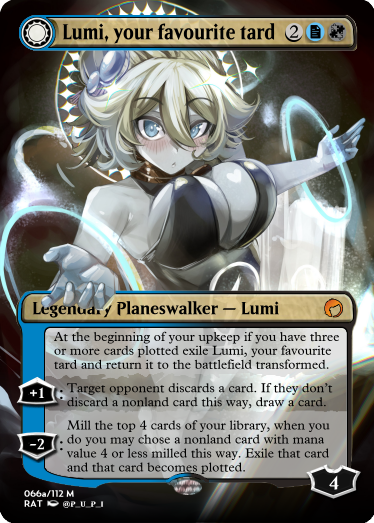 Lumi, your favourite tard 2
Legendary Planeswalker — Lumi
At the beginning of your upkeep if you have three
or more cards plotted exile Lumi, your favourite
tard and return it to the battlefield transformed.
+1: Target opponent discards a card. If they don't
discard a nonland card this way, draw a card.
Mill the top 4 cards of your library, when you
-2: do you may chose a nonland card with mana
value 4 or less milled this way. Exile that card
and that card becomes plotted.
4
066a/112 M
RAT @P_U_P_I